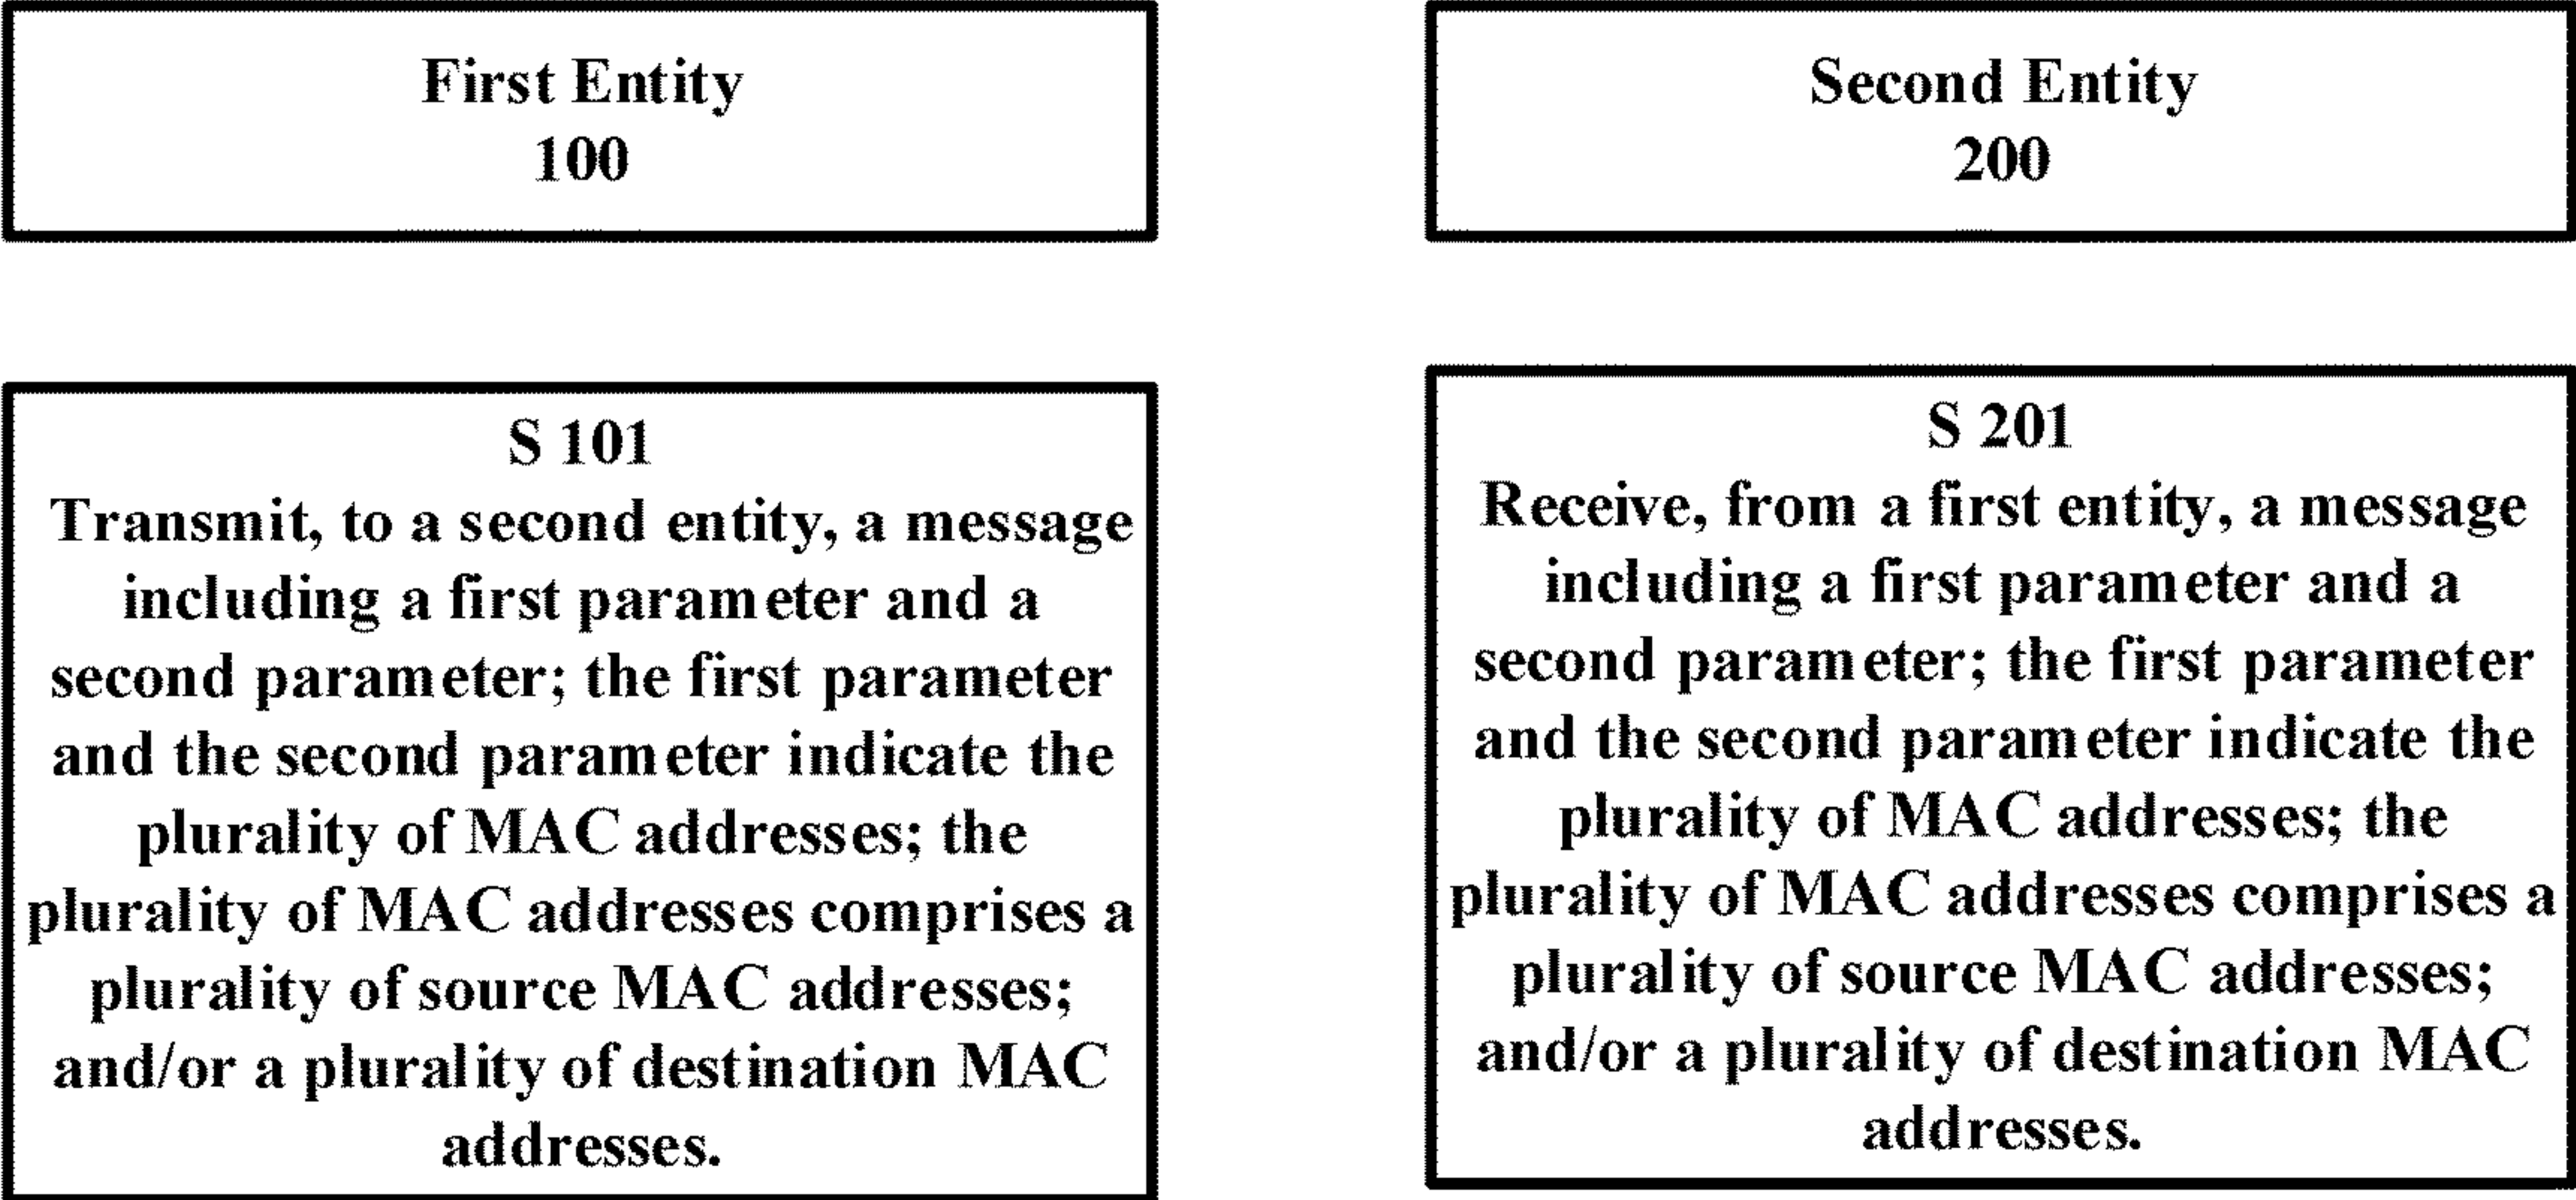 First Entity
100
Second Entity
200
S 101
Transmit, to a second entity, a message
including a first parameter and a
second parameter; the first parameter
and the second parameter indicate the
plurality of MAC addresses; the
plurality of MAC addresses comprises a
plurality of source MAC addresses;
and/or a plurality of destination MAC
addresses.
S 201
Receive, from a first entity, a message
including a first parameter and a
second parameter; the first parameter
and the second parameter indicate the
plurality of MAC addresses; the
plurality of MAC addresses comprises a
plurality of source MAC addresses;
and/or a plurality of destination MAC
addresses.